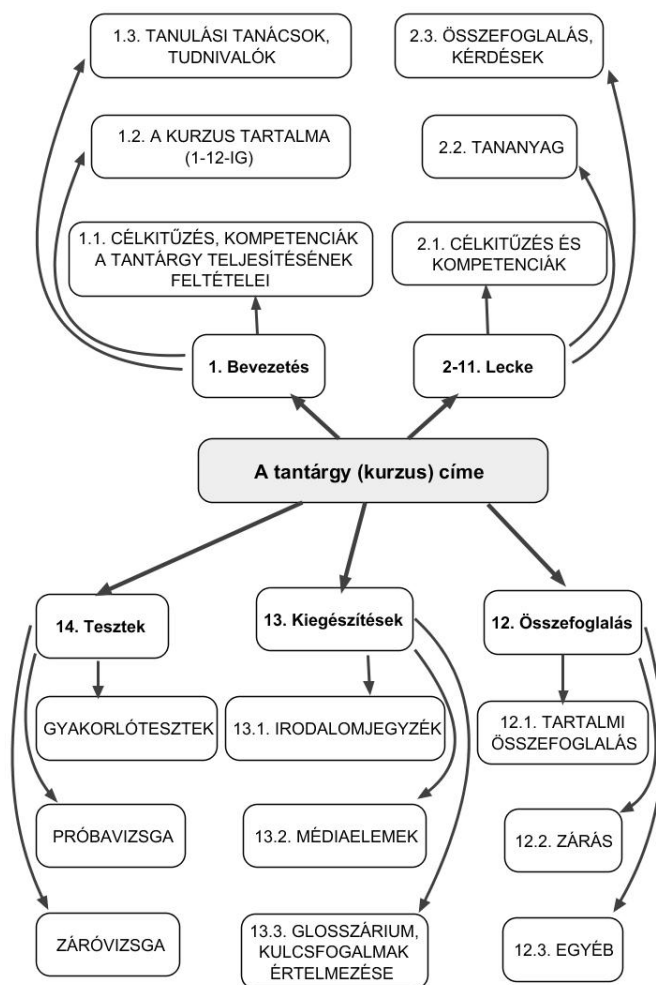 1.3. TANULÁSI TANÁCSOK,
TUDNIVALÓK
2.3. ÖSSZEFOGLALÁS,
KÉRDÉSEK
1.2. A KURZUS TARTALMA
(1-12-IG)
2.2. TANANYAG
1.1. CÉLKITŰZÉS, KOMPETENCIÁK
A TANTÁRGY TELJESÍTÉSÉNEK
FELTÉTELEI
2.1. CÉLKITŰZÉS ÉS
KOMPETENCIÁK
1. Bevezetés
2-11. Lecke
A tantárgy (kurzus) címe
14. Tesztek
13. Kiegészítések
12. Összefoglalás
GYAKORLÓTESZTEK
13.1. IRODALOMJEGYZÉK
12.1. TARTALMI
ÖSSZEFOGLALÁS
PRÓBAVIZSGA
13.2. MÉDIAELEMEK
12.2. ZÁRÁS
ZÁRÓVIZSGA
13.3. GLOSSZÁRIUM,
KULCSFOGALMAK
ÉRTELMEZÉSE
12.3. EGYÉB